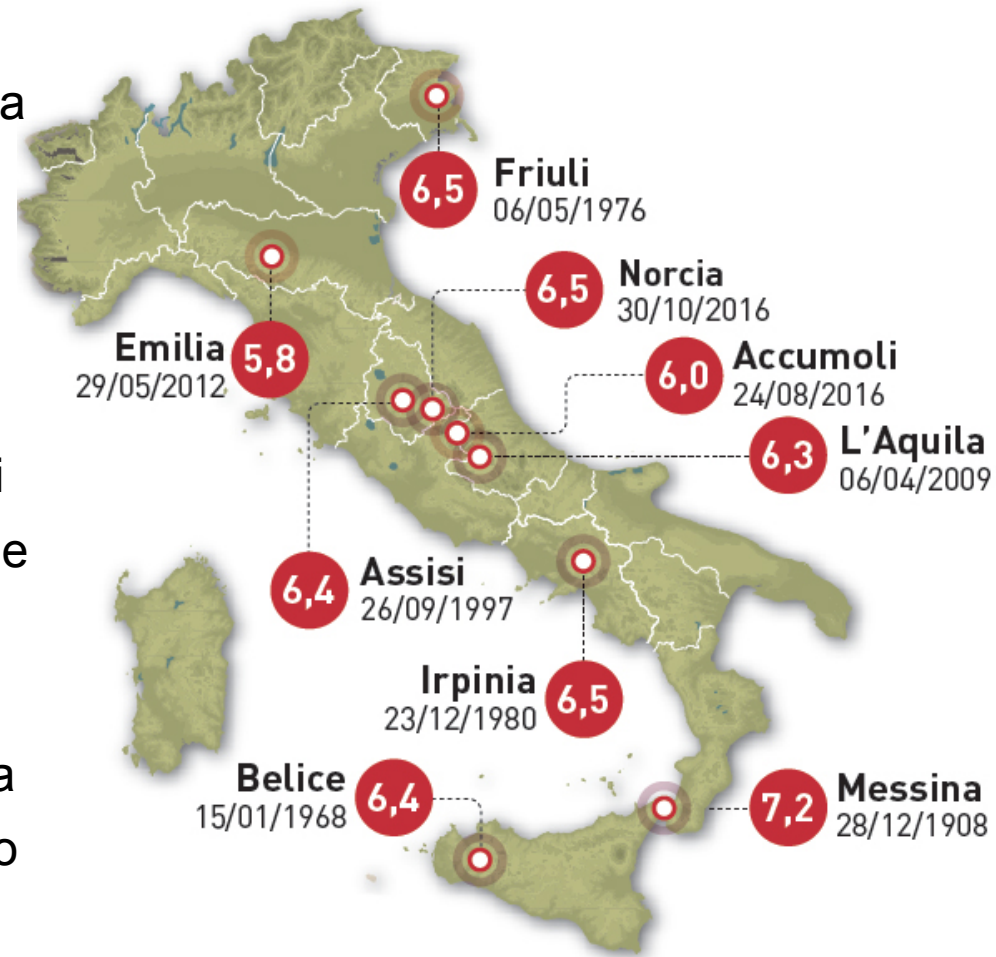 a
6,5
Friuli
06/05/1976
6,5
Norcia
30/10/2016
Emilia
29/05/2012
5,8
6,0
Accumoli
24/08/2016
6,3
L'Aquila
06/04/2009
i
e
6,4
Assisi
26/09/1997
Irpinia
23/12/1980
6,5
a
o
Belice
15/01/1968
6,4
7,2
Messina
28/12/1908